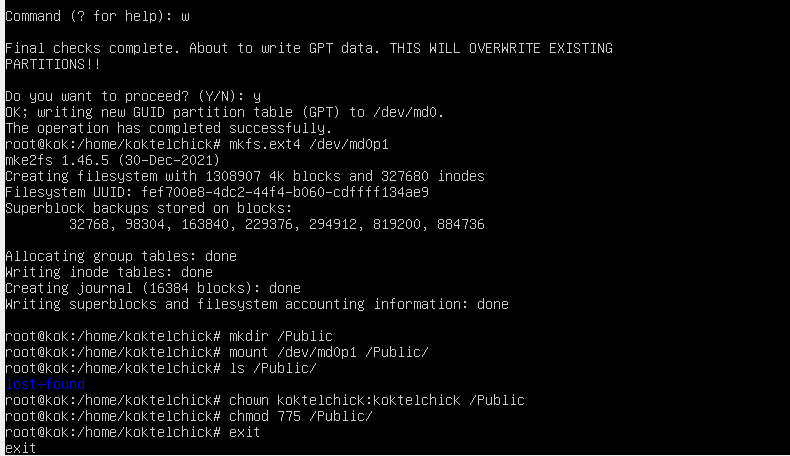 Command (? for help): w
Final checks complete. About to write GPT data. THIS WILL OVERWRITE EXISTING
PARTITIONS!!
Do you want to proceed? (Y/N): y
OK; writing new GUID partition table (GPT) to /dev/md0.
The operation has completed successfully.
root@kok:/home/koktelchick# mkfs.ext4 /dev/md0p1
mke2fs 1.46.5 (30-Dec-2021)
Creating filesystem with 1308907 4k blocks and 327680 inodes
Filesystem UUID: fef700e8-4dc2-44f4-b060-cdffff134ae9
Superblock backups stored on blocks:
        32768, 98304, 163840, 229376, 294912, 819200, 884736
Allocating group tables: done
Writing inode tables: done
Creating journal (16384 blocks): done
Writing superblocks and filesystem accounting information: done
root@kok:/home/koktelchick# mkdir /Public
root@kok:/home/koktelchick# mount /dev/md0p1 /Public/
root@kok:/home/koktelchick# ls /Public/
lost+found
root@kok:/home/koktelchick# chown koktelchick:koktelchick /Public
root@kok:/home/koktelchick# chmod 775 /Public/
root@kok:/home/koktelchick# exit
exit